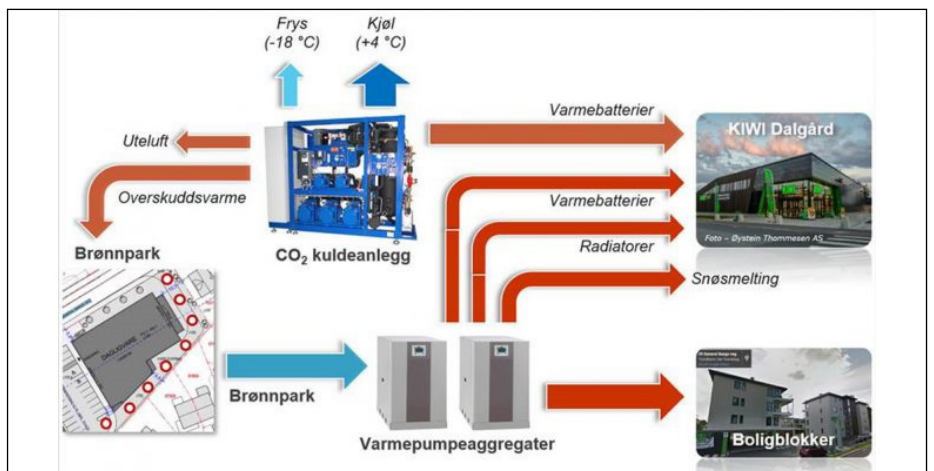 Frys
(-18 °C)
Kjøl
(+4 °C)
Varmebatterier
KIWI Dalgård
Uteluft
Overskuddsvarme
Varmebatterier
Foto – Øystein Thommesen AS
Brønnpark
CO₂ kuldeanlegg
Radiatorer
Snøsmelting
DAGLIGVARE
Brønnpark
Varmepumpeaggregater
Boligblokker